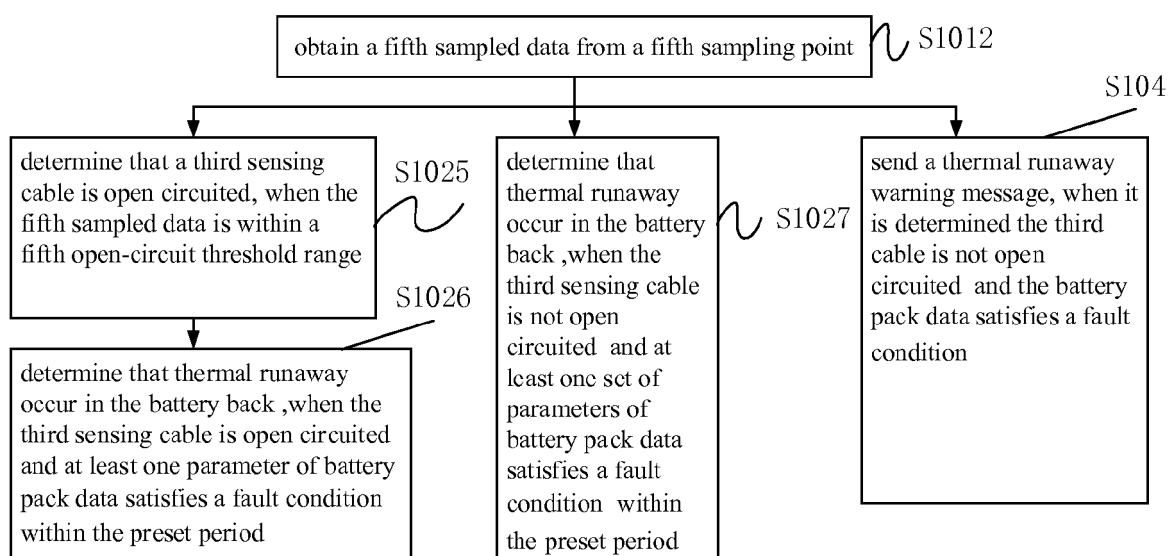 obtain a fifth sampled data from a fifth sampling point
S1012
S104
determine that a third sensing
cable is open circuited, when the
fifth sampled data is within a
fifth open-circuit threshold range
S1025
S1026
determine that thermal runaway
occur in the battery back ,when the
third sensing cable is open circuited
and at least one parameter of battery
pack data satisfies a fault condition
within the preset period
determine that
thermal runaway
occur in the battery
back ,when the
third sensing cable
is not open
circuited and at
least one set of
parameters of
battery pack data
satisfies a fault
condition within
the preset period
S1027
send a thermal runaway
warning message, when it
is determined the third
cable is not open
circuited and the battery
pack data satisfies a fault
condition